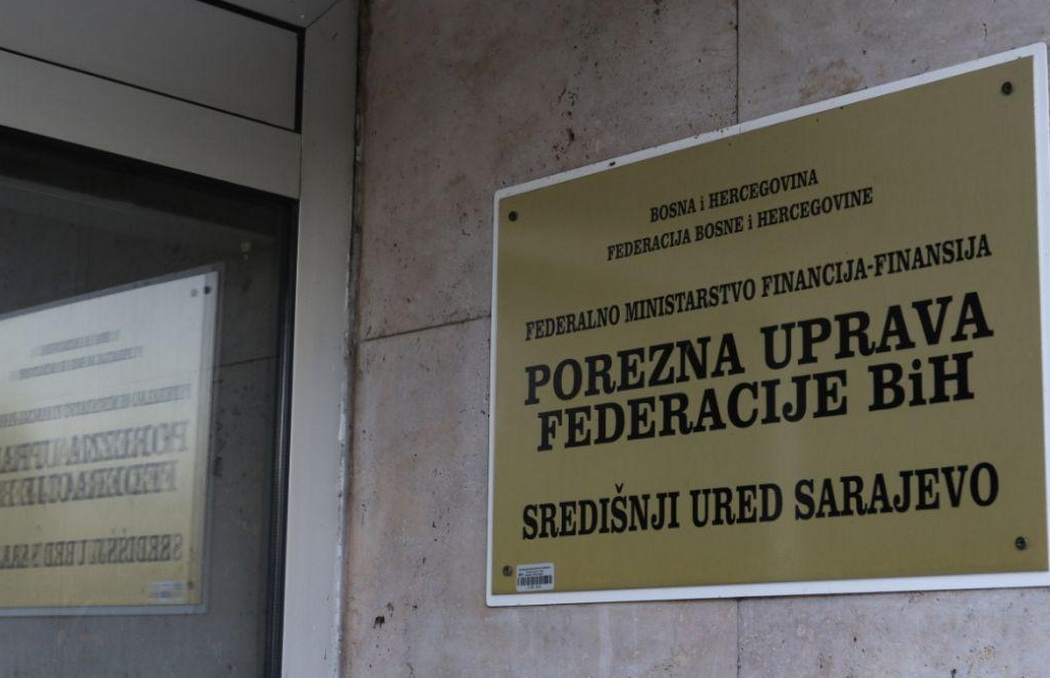 BOSNA i HERCEGOVINA
FEDERACIJA BOSNE i HERCEGOVINE
FEDERALNO MINISTARSTVO FINANCIJA-FINANSIJA
POREZNA UPRAVA
FEDERACIJE BiH
SREDIŠNJI URED SARAJEVO